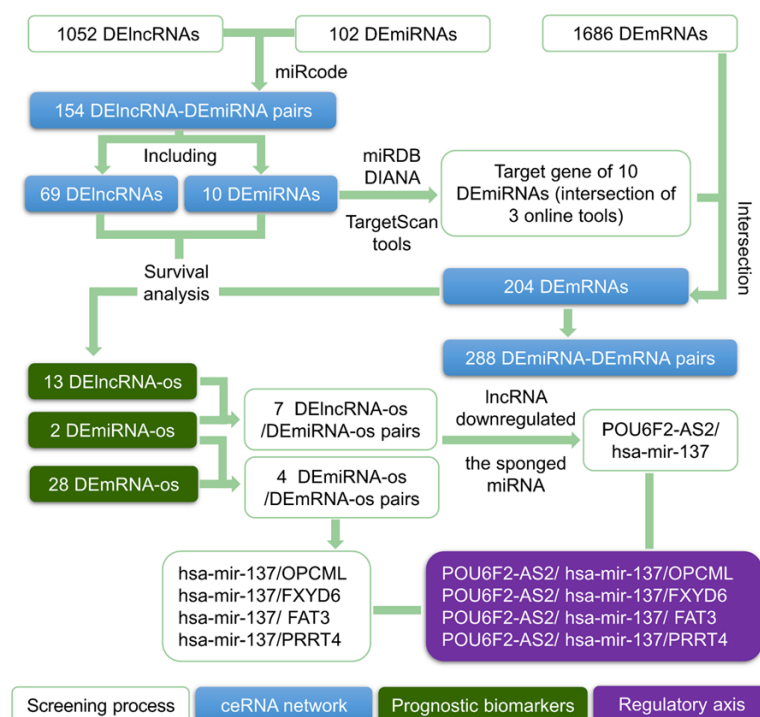 1052 DElncRNAs
102 DEmiRNAs
1686 DEmRNAs
miRcode
154 DElncRNA-DEmiRNA pairs
Including
69 DElncRNAs
10 DEmiRNAs
miRDB
DIANA
TargetScan
tools
Target gene of 10
DEmiRNAs (intersection of
3 online tools)
Intersection
Survival
analysis
204 DEmRNAs
288 DEmiRNA-DEmRNA pairs
13 DElncRNA-os
2 DEmiRNA-os
28 DEmRNA-os
7 DElncRNA-os
/DEmiRNA-os pairs
4 DEmiRNA-os
/DEmRNA-os pairs
lncRNA
downregulated
the sponged
miRNA
POU6F2-AS2/
hsa-mir-137
hsa-mir-137/OPCML
hsa-mir-137/FXYD6
hsa-mir-137/ FAT3
hsa-mir-137/PRRT4
POU6F2-AS2/ hsa-mir-137/OPCML
POU6F2-AS2/ hsa-mir-137/FXYD6
POU6F2-AS2/ hsa-mir-137/ FAT3
POU6F2-AS2/ hsa-mir-137/PRRT4
Screening process
ceRNA network
Prognostic biomarkers
Regulatory axis